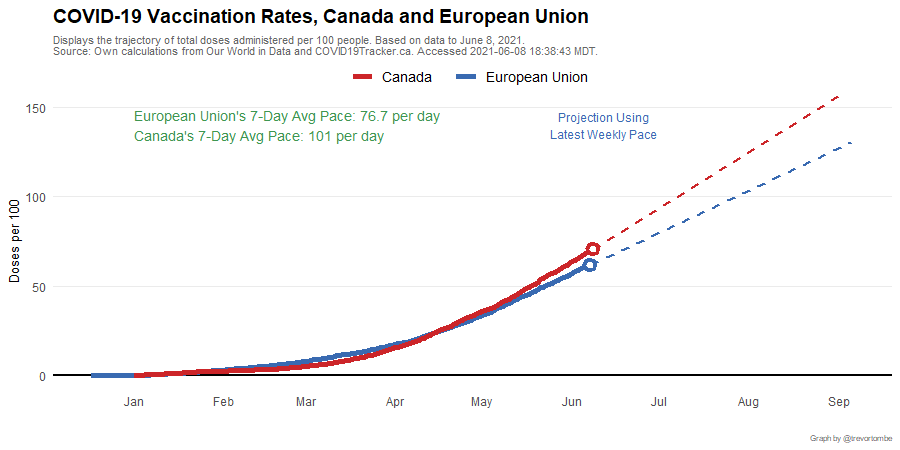 COVID-19 Vaccination Rates, Canada and European Union
Displays the trajectory of total doses administered per 100 people. Based on data to June 8, 2021.
Source: Own calculations from Our World in Data and COVID19Tracker.ca. Accessed 2021-06-08 18:38:43 MDT.
Canada
European Union
European Union's 7-Day Avg Pace: 76.7 per day
Canada's 7-Day Avg Pace: 101 per day
Projection Using
Latest Weekly Pace
Doses per 100
150
100
50
0
Jan
Feb
Mar
Apr
May
Jun
Jul
Aug
Sep
Graph by @trevortombe